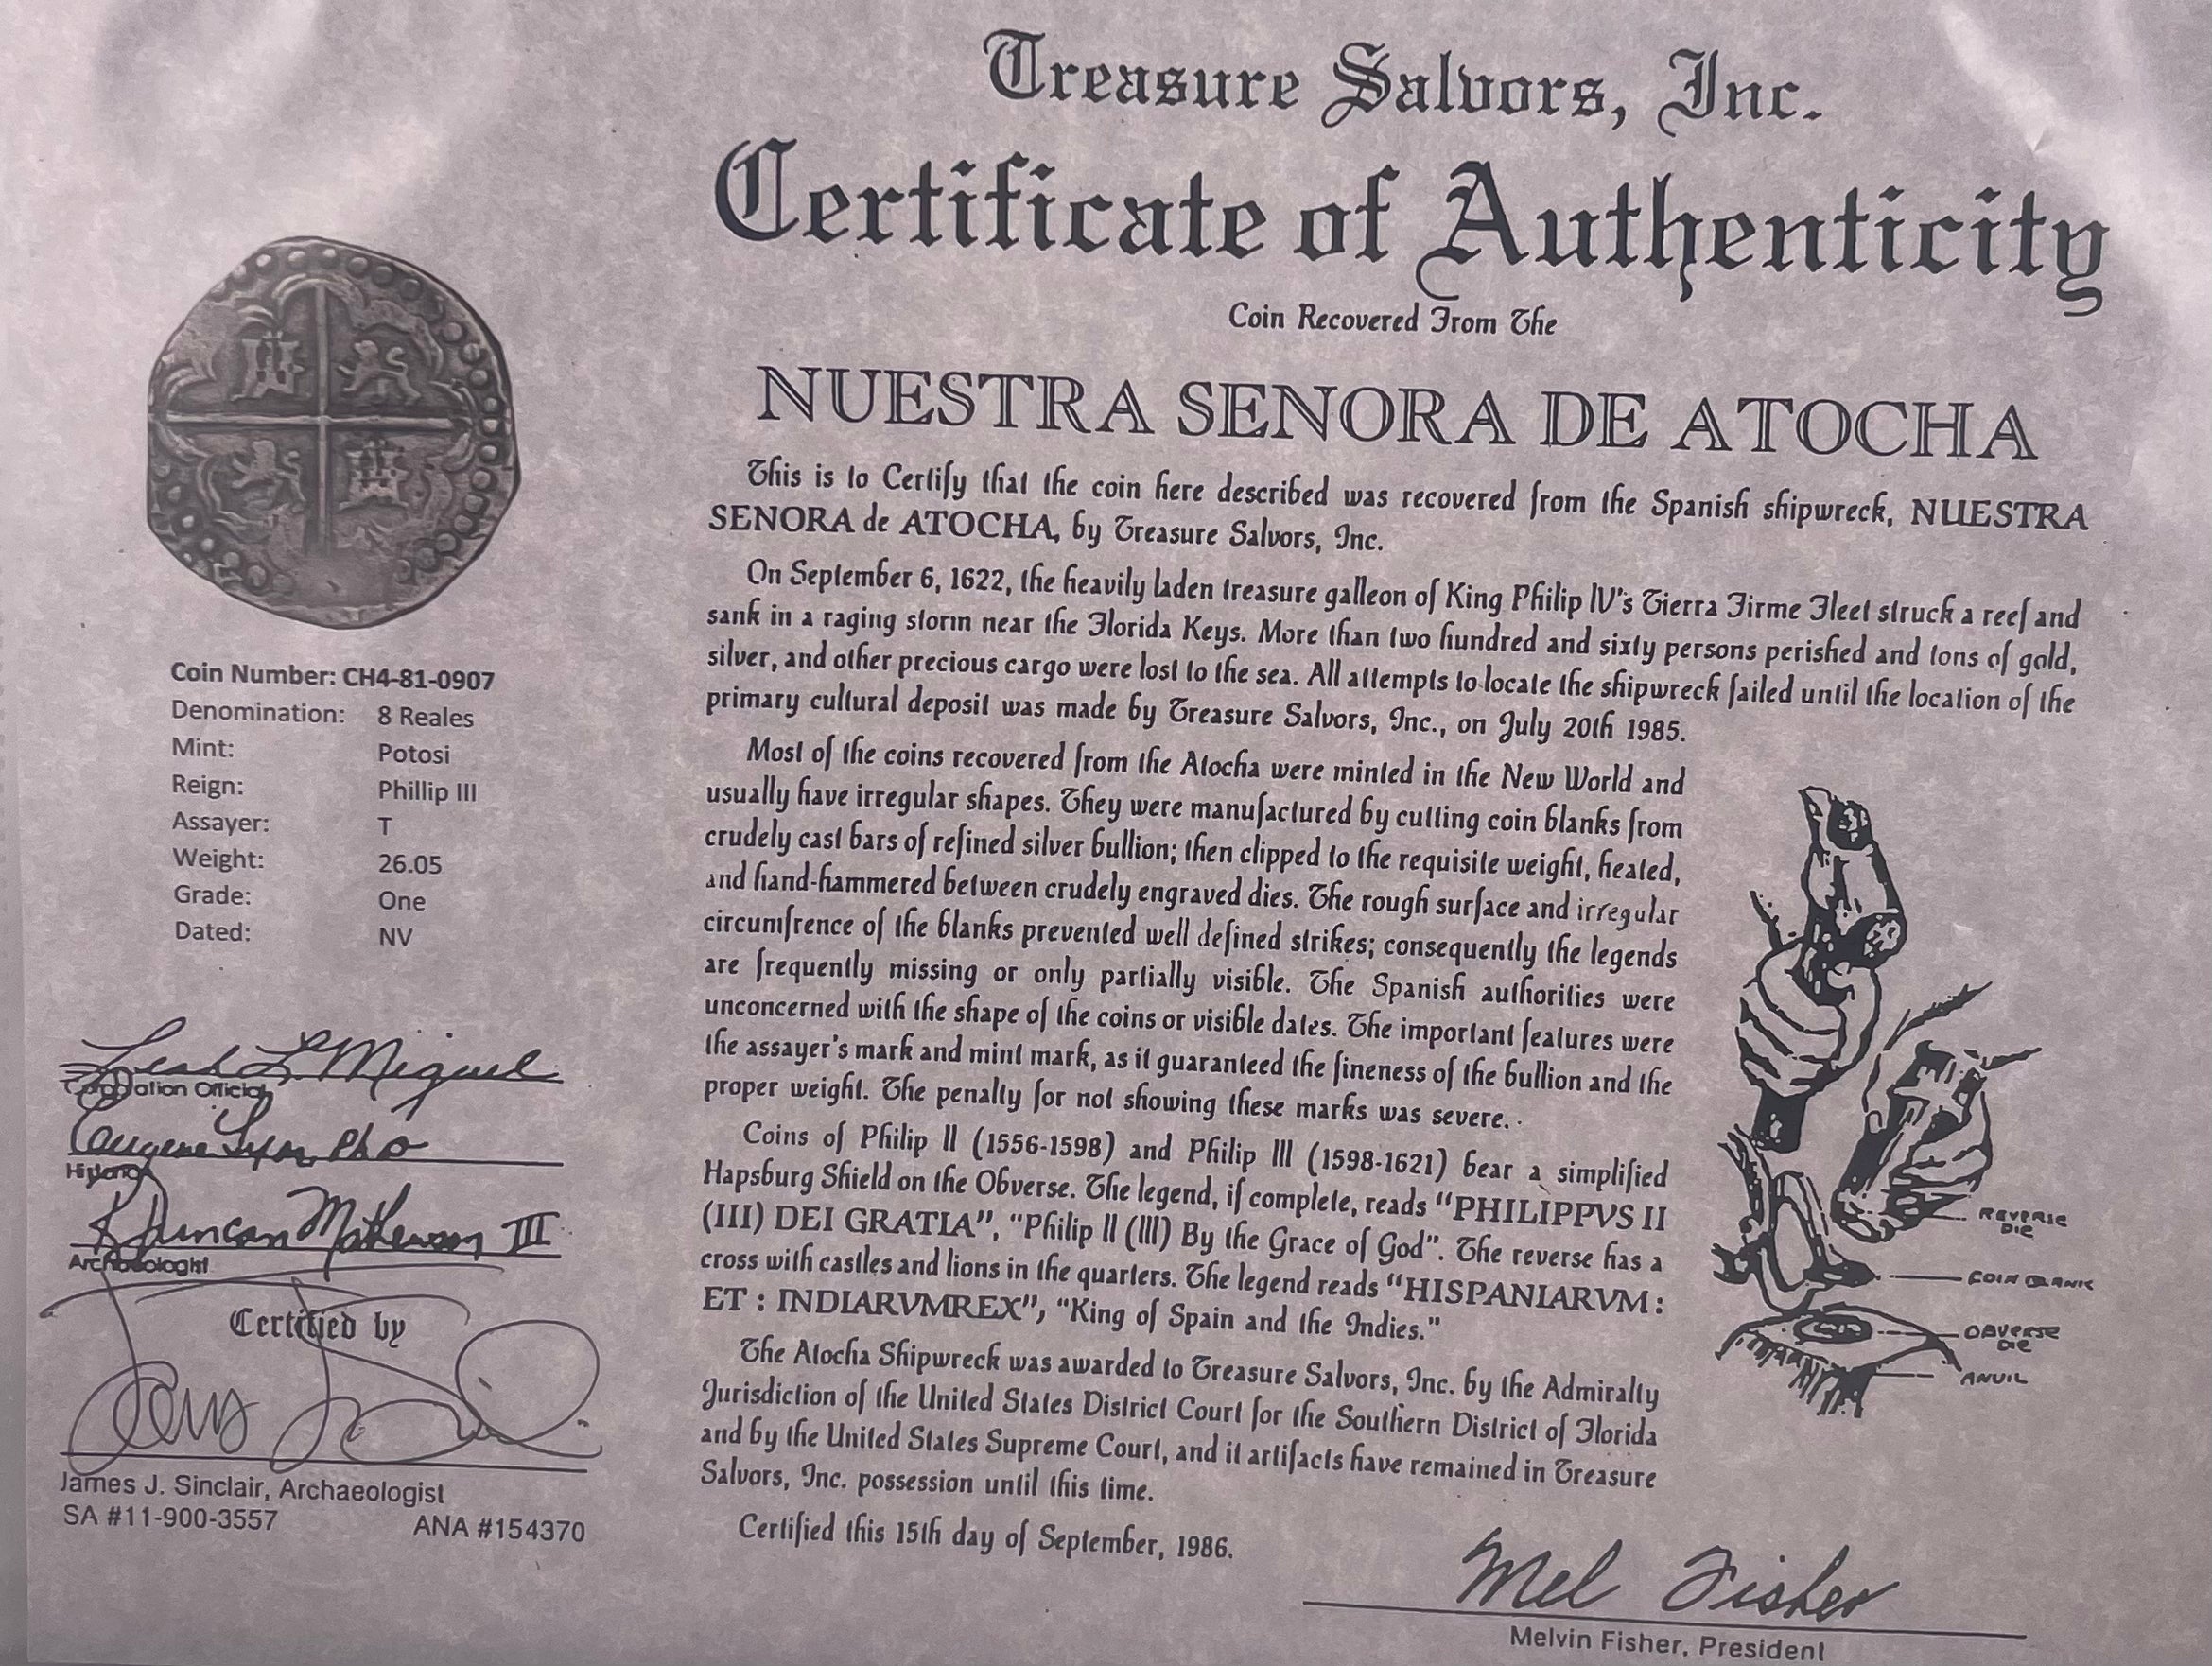 Treasure Salvors, Inc.
Certificate of Authenticity
Coin Recovered From The
NUESTRA SENORA DE ATOCHA
This is to Certify that the coin here described was recovered from the Spanish shipwreck, NUESTRA
SENORA de ATOCHA, by Treasure Salvors, Inc.
On September 6, 1622, the heavily laden treasure galleon of King Philip IV's Tierra Firme Fleet struck a reef and
sank in a raging storm near the Florida Keys. More than two hundred and sixty persons perished and tons of gold,
silver, and other precious cargo were lost to the sea. All attempts to locate the shipwreck failed until the location of the
primary cultural deposit was made by Treasure Salvors, Inc., on July 20th 1985.
Most of the coins recovered from the Atocha were minted in the New World and
usually have irregular shapes. They were manufactured by cutting coin blanks from
crudely cast bars of refined silver bullion; then clipped to the requisite weight, heated,
and hand-hammered between crudely engraved dies. The rough surface and irregular
circumfrence of the blanks prevented well defined strikes; consequently the legends
are frequently missing or only partially visible. The Spanish authorities were
unconcerned with the shape of the coins or visible dates. The important features were
the assayer's mark and mint mark, as it guaranteed the fineness of the bullion and the
proper weight. The penalty for not showing these marks was severe.
Coins of Philip II (1556-1598) and Philip III (1598-1621) bear a simplified
Hapsburg Shield on the Obverse. The legend, if complete, reads "PHILIPPVS II
(III) DEI GRATIA", "Philip II (III) By the Grace of God". The reverse has a
cross with castles and lions in the quarters. The legend reads "HISPANIARVM :
ET : INDIARVMREX", "King of Spain and the Indies."
The Atocha Shipwreck was awarded to Treasure Salvors, Inc. by the Admiralty
Jurisdiction of the United States District Court for the Southern District of Florida
and by the United States Supreme Court, and it artifacts have remained in Treasure
Salvors, Inc. possession until this time.
Certified this 15th day of September, 1986.
Mel Fisher
Melvin Fisher, President
REVERSE
DIE
COIN BLANK
OBVERSE
DIE
ANVIL
Coin Number: CH4-81-0907
Denomination: 8 Reales
Mint: Potosi
Reign: Phillip III
Assayer: T
Weight: 26.05
Grade: One
Dated: NV
Leah L. Miguel
Corporation Official
Eugene Lyon, PhD
Historian
R Duncan Mathewson III
Archaeologist
Certified by
James J. Sinclair, Archaeologist
SA #11-900-3557 ANA #154370